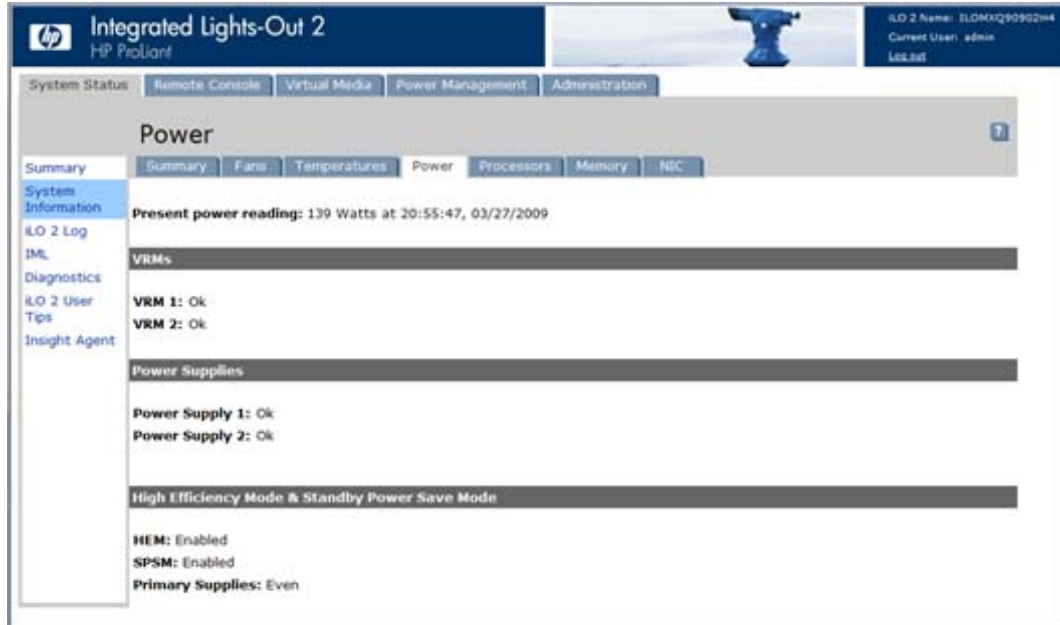 hp
Integrated Lights-Out 2
HP ProLiant
iLO 2 Name: ILOMXQ90902H4
Current User: admin
Log out
System Status
Remote Console
Virtual Media
Power Management
Administration
Power
?
Summary
Fans
Temperatures
Power
Processors
Memory
NIC
Summary
System
Information
iLO 2 Log
IML
Diagnostics
iLO 2 User
Tips
Insight Agent
Present power reading: 139 Watts at 20:55:47, 03/27/2009
VRMs
VRM 1: Ok
VRM 2: Ok
Power Supplies
Power Supply 1: Ok
Power Supply 2: Ok
High Efficiency Mode & Standby Power Save Mode
HEM: Enabled
SPSM: Enabled
Primary Supplies: Even